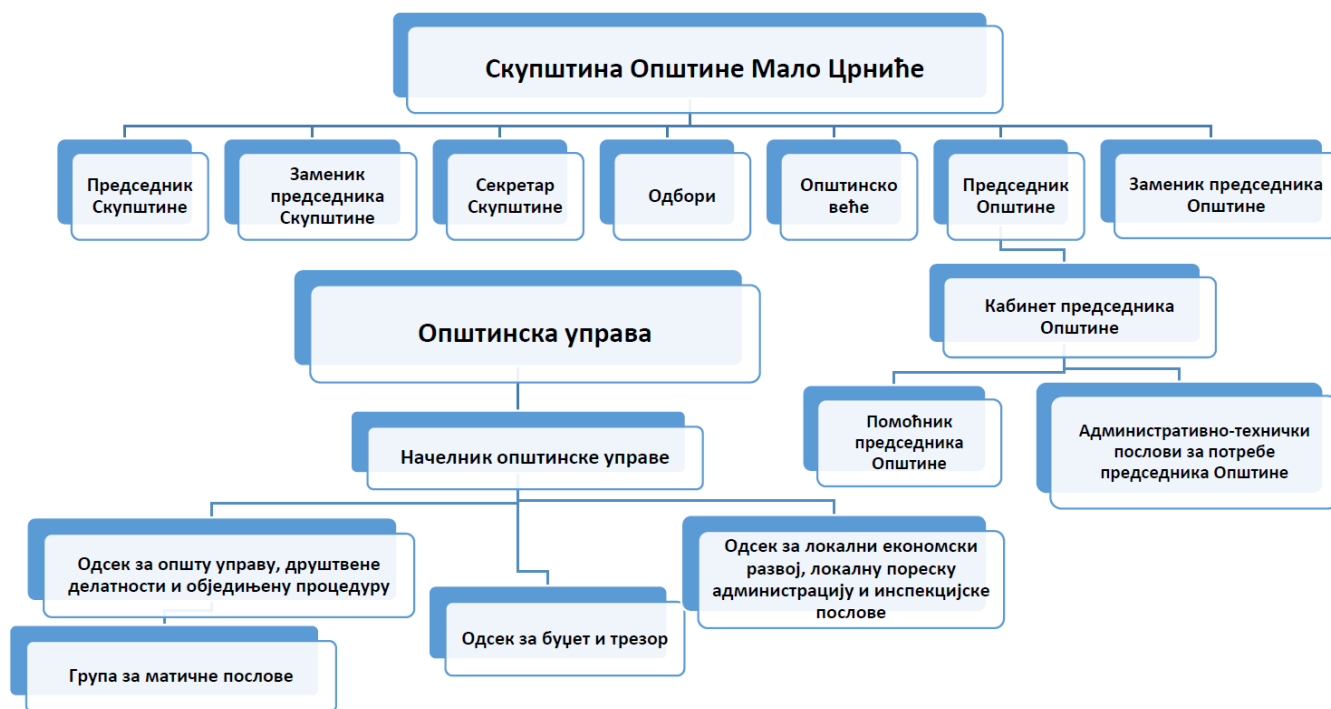 Скупштина Општине Мало Црниће
Председник
Скупштине
Заменик
председника
Скупштине
Секретар
Скупштине
Одбори
Општинско
веће
Председник
Општине
Заменик председника
Општине
Општинска управа
Кабинет председника
Општине
Начелник општинске управе
Помоћник
председника
Општине
Административно-технички
послови за потребе
председника Општине
Одсек за општу управу, друштвене
делатности и обједињену процедуру
Одсек за буџет и трезор
Одсек за локални економски
развој, локалну пореску
администрацију и инспекцијске
послове
Група за матичне послове